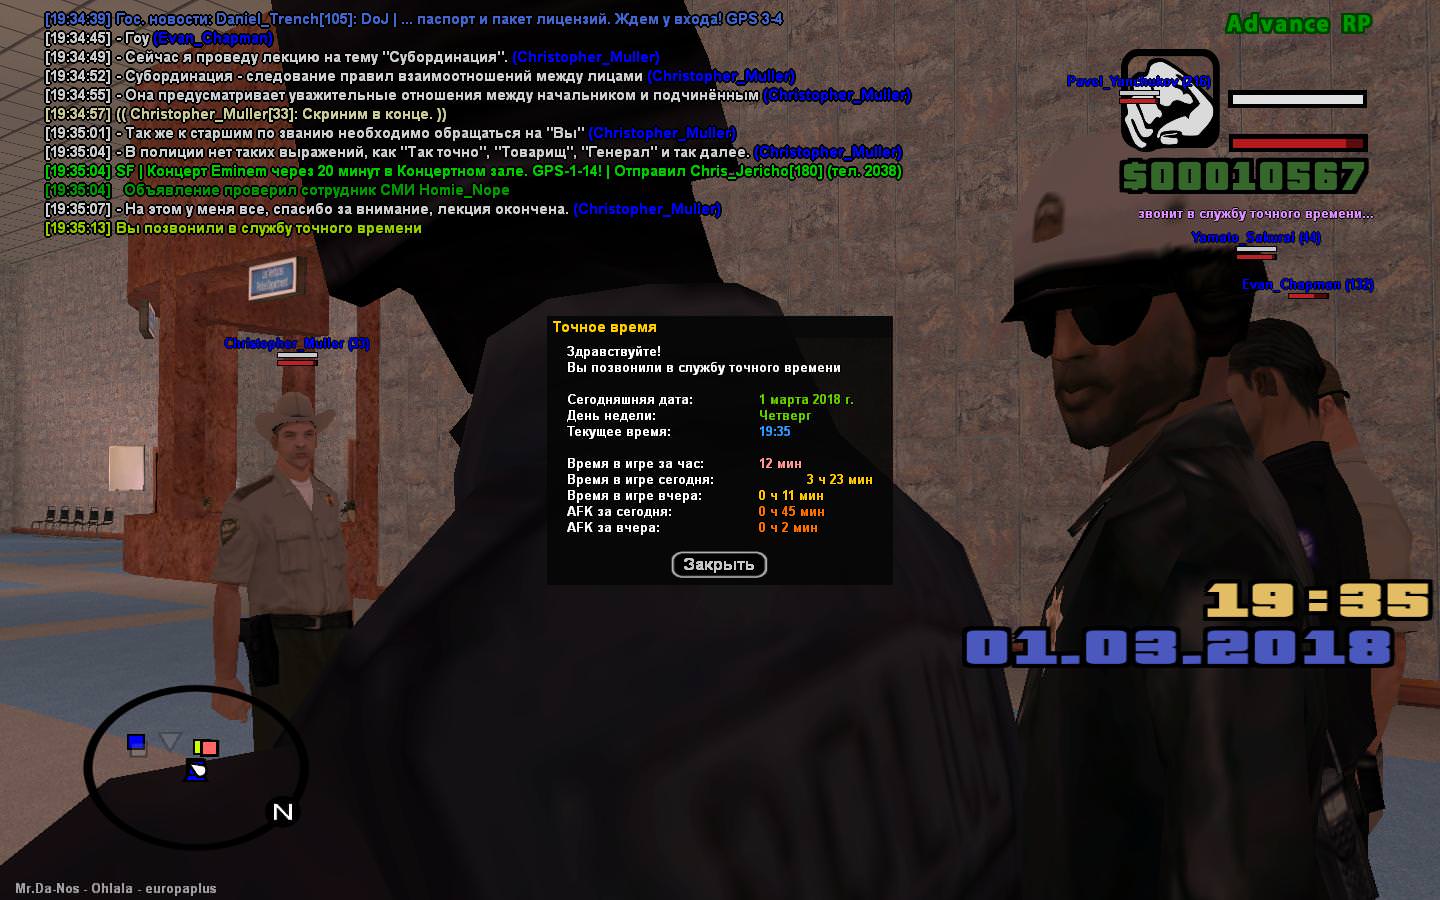 [19:34:39] Гос. новости: Daniel_Trench[105]: DoJ | ... паспорт и пакет лицензий. Ждем у входа! GPS 3-4
[19:34:45] - Гоу (Evan_Chapman)
[19:34:49] - Сейчас я проведу лекцию на тему "Субординация". (Christopher_Muller)
[19:34:52] - Субординация - следование правил взаимоотношений между лицами (Christopher_Muller)
[19:34:55] - Она предусматривает уважительные отношения между начальником и подчинённым (Christopher_Muller)
[19:34:57] (( Christopher_Muller[33]: Скриним в конце. ))
[19:35:01] - Так же к старшим по званию необходимо обращаться на "Вы" (Christopher_Muller)
[19:35:04] - В полиции нет таких выражений, как "Так точно", "Товарищ", "Генерал" и так далее. (Christopher_Muller)
[19:35:04] SF | Концерт Eminem через 20 минут в Концертном зале. GPS-1-14! | Отправил Chris_Jericho[180] (тел. 2038)
[19:35:04] Объявление проверил сотрудник СМИ Homie_Nope
[19:35:07] - На этом у меня все, спасибо за внимание, лекция окончена. (Christopher_Muller)
[19:35:13] Вы позвонили в службу точного времени
Advance RP
$00010567
звонит в службу точного времени...
Yamato_Sakurai (44)
Evan_Chapman (132)
Christopher_Muller (33)
Точное время
Здравствуйте!
Вы позвонили в службу точного времени
Сегодняшняя дата: 1 марта 2018 г.
День недели: Четверг
Текущее время: 19:35
Время в игре за час: 12 мин
Время в игре сегодня: 3 ч 23 мин
Время в игре вчера: 0 ч 11 мин
AFK за сегодня: 0 ч 45 мин
AFK за вчера: 0 ч 2 мин
Закрыть
19:35
01.03.2018
N
Mr.Da-Nos - Ohlala - europaplus